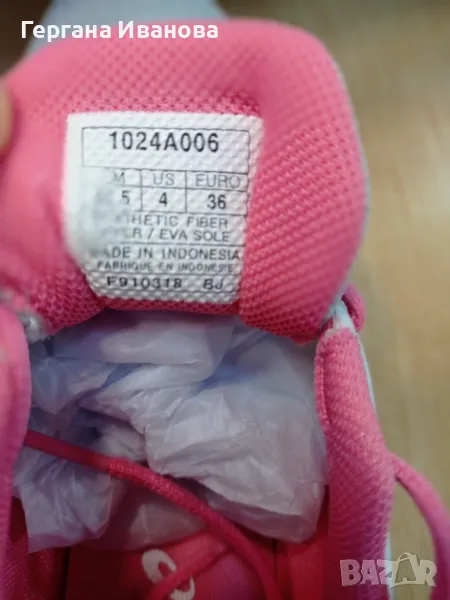 Гергана Иванова
1024A006
M US EURO
5 4 36
THETIC FIBER
/ EVA SOLE
MADE IN INDONESIA
FABRIQUE EN INDONESIE
F910318 BJ
BAZAR